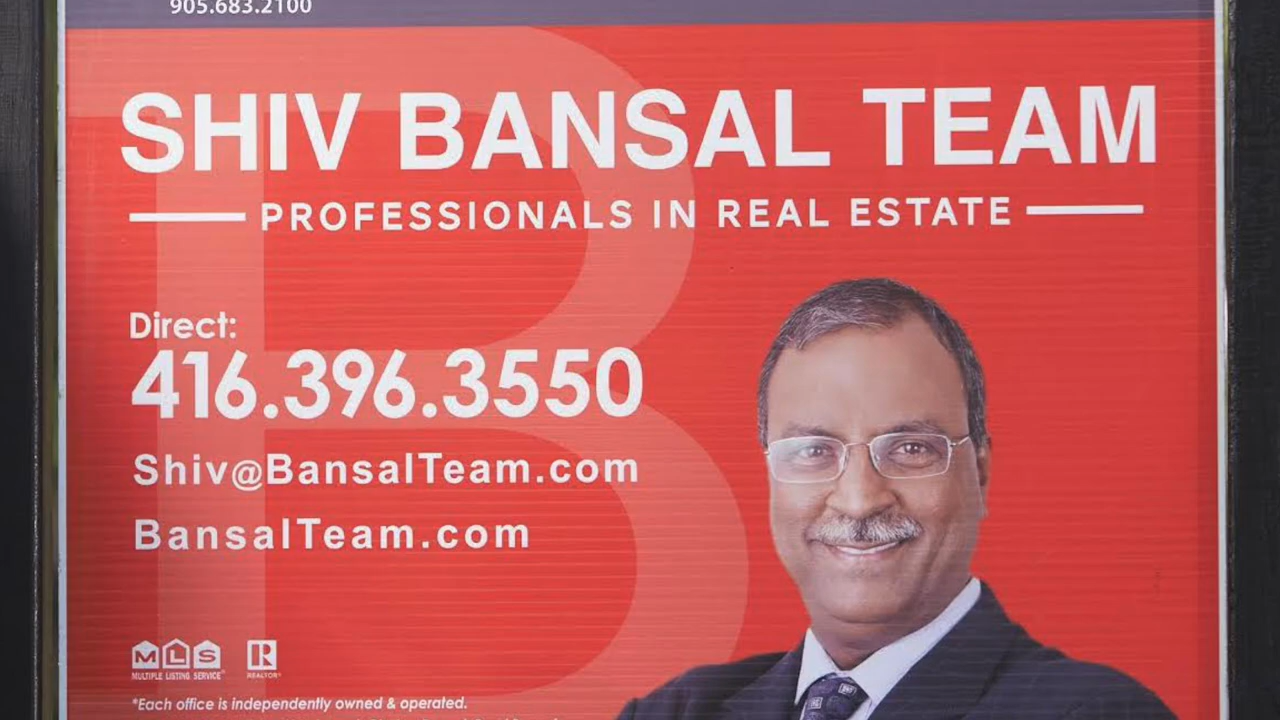 905.683.2100
SHIV BANSAL TEAM
PROFESSIONALS IN REAL ESTATE
Direct:
416.396.3550
Shiv@BansalTeam.com
BansalTeam.com
MLS
MULTIPLE LISTING SERVICE®
R
REALTOR®
*Each office is independently owned & operated.